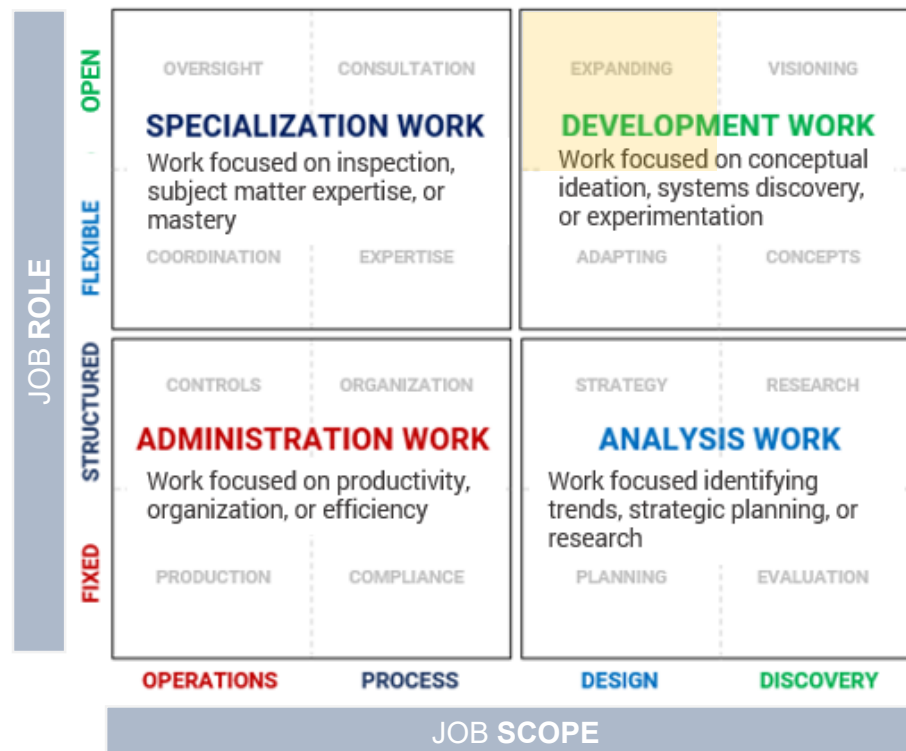 JOB ROLE
OPEN
FLEXIBLE
STRUCTURED
FIXED
OVERSIGHT
CONSULTATION
SPECIALIZATION WORK
Work focused on inspection,
subject matter expertise, or
mastery
COORDINATION
EXPERTISE
EXPANDING
VISIONING
DEVELOPMENT WORK
Work focused on conceptual
ideation, systems discovery,
or experimentation
ADAPTING
CONCEPTS
CONTROLS
ORGANIZATION
ADMINISTRATION WORK
Work focused on productivity,
organization, or efficiency
PRODUCTION
COMPLIANCE
STRATEGY
RESEARCH
ANALYSIS WORK
Work focused identifying
trends, strategic planning, or
research
PLANNING
EVALUATION
OPERATIONS
PROCESS
DESIGN
DISCOVERY
JOB SCOPE